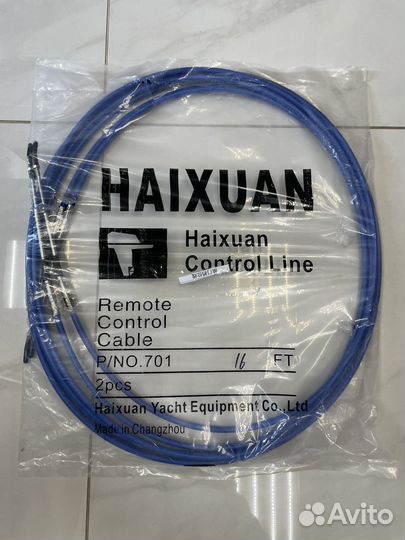 HAIXUAN
Haixuan
Control Line
Remote
Control
Cable
P/NO.701 16 FT
2pcs
Haixuan Yacht Equipment Co.,Ltd
Made in Changzhou
Avito